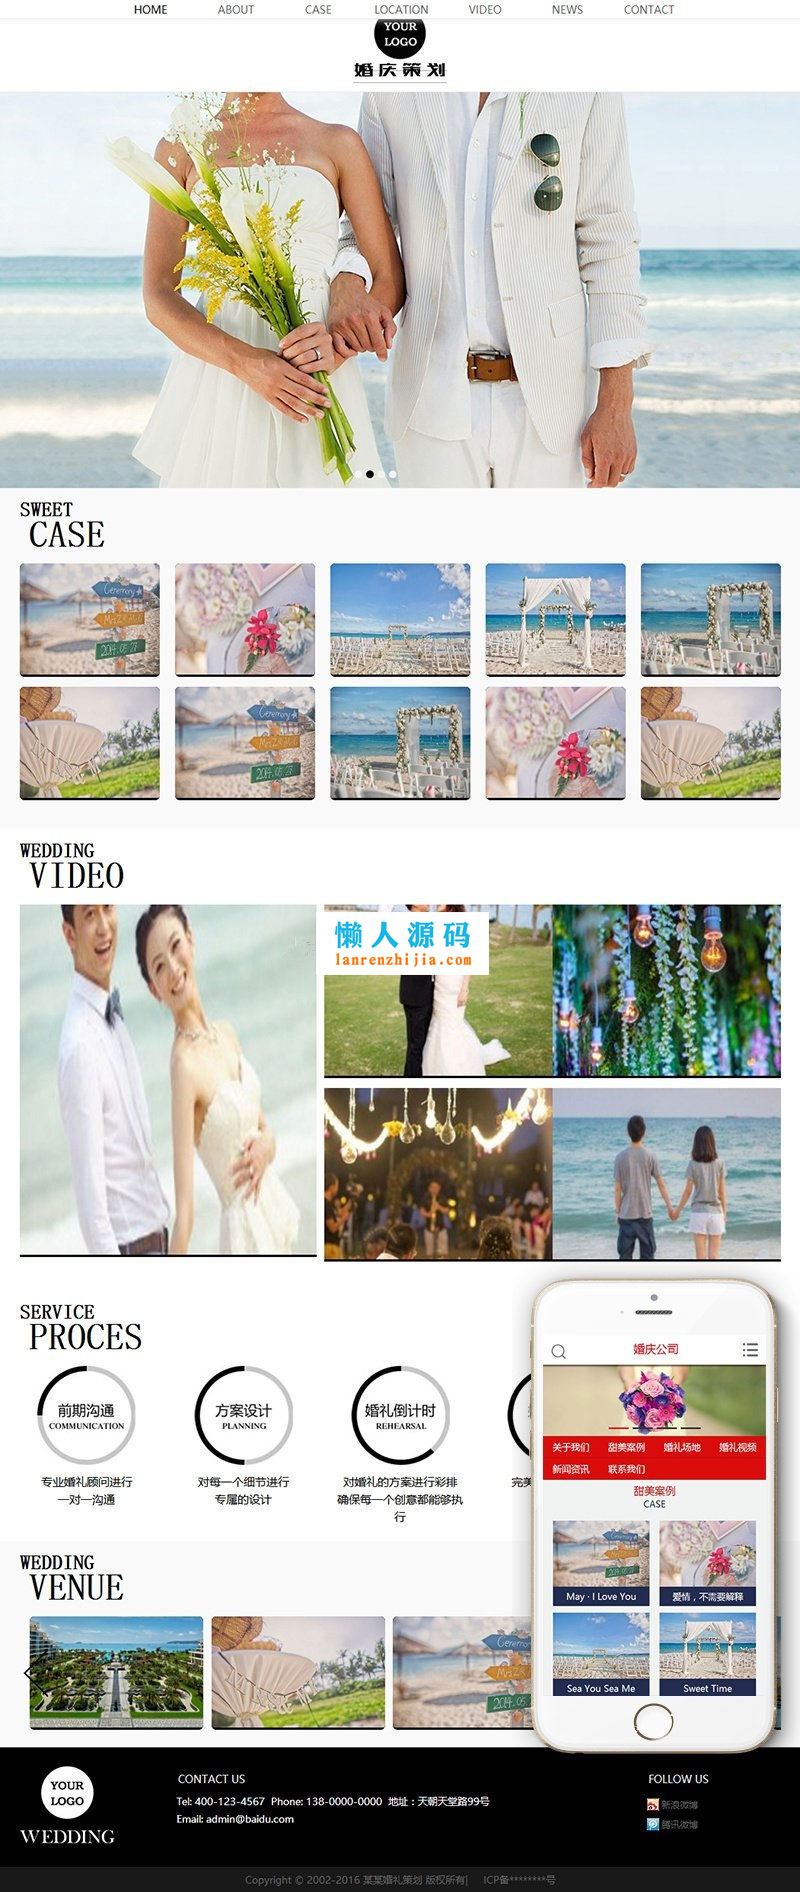 HOME ABOUT CASE LOCATION VIDEO NEWS CONTACT
YOUR
LOGO
婚庆策划
SWEET
CASE
Ceremony
2014.05.27
Ceremony
2014.05.27
WEDDING
VIDEO
懒人源码
lanrenzhijia.com
SERVICE
PROCES
前期沟通
COMMUNICATION
专业婚礼顾问进行
一对一沟通
方案设计
PLANNING
对每一个细节进行
专属的设计
婚礼倒计时
REHEARSAL
对婚礼的方案进行彩排
确保每一个创意都能够执
行
完美
婚庆公司
关于我们 甜美案例 婚礼场地 婚礼视频
新闻资讯 联系我们
甜美案例
CASE
May · I Love You
爱情，不需要解释
Sea You Sea Me
Sweet Time
WEDDING
VENUE
YOUR
LOGO
WEDDING
CONTACT US
Tel: 400-123-4567 Phone: 138-0000-0000 地址：天朝天堂路99号
Email: admin@baidu.com
FOLLOW US
新浪微博
腾讯微博
Copyright © 2002-2016 某某婚礼策划 版权所有| ICP备********号